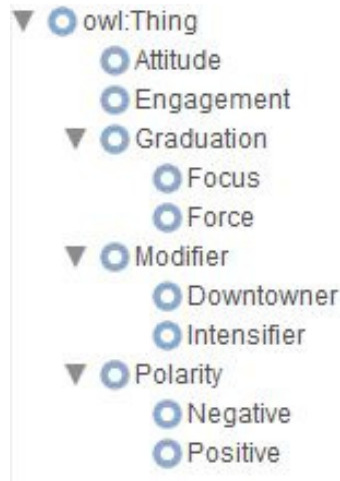 owl:Thing
Attitude
Engagement
Graduation
Focus
Force
Modifier
Downtowner
Intensifier
Polarity
Negative
Positive